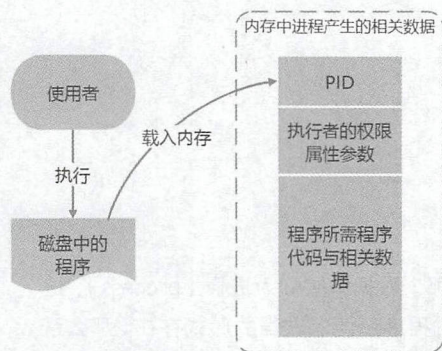 内存中进程产生的相关数据
使用者
PID
载入内存
执行者的权限
属性参数
执行
磁盘中的
程序
程序所需程序
代码与相关数
据